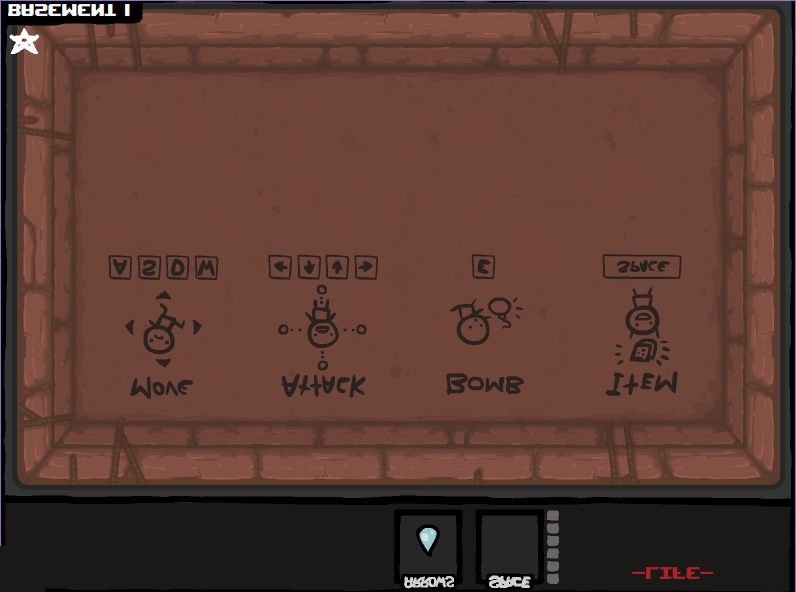 BASEMENT I
A S D W E SPACE
MOVE ATTACK BOMB ITEM
-LIFE-
ARROWS SPACE